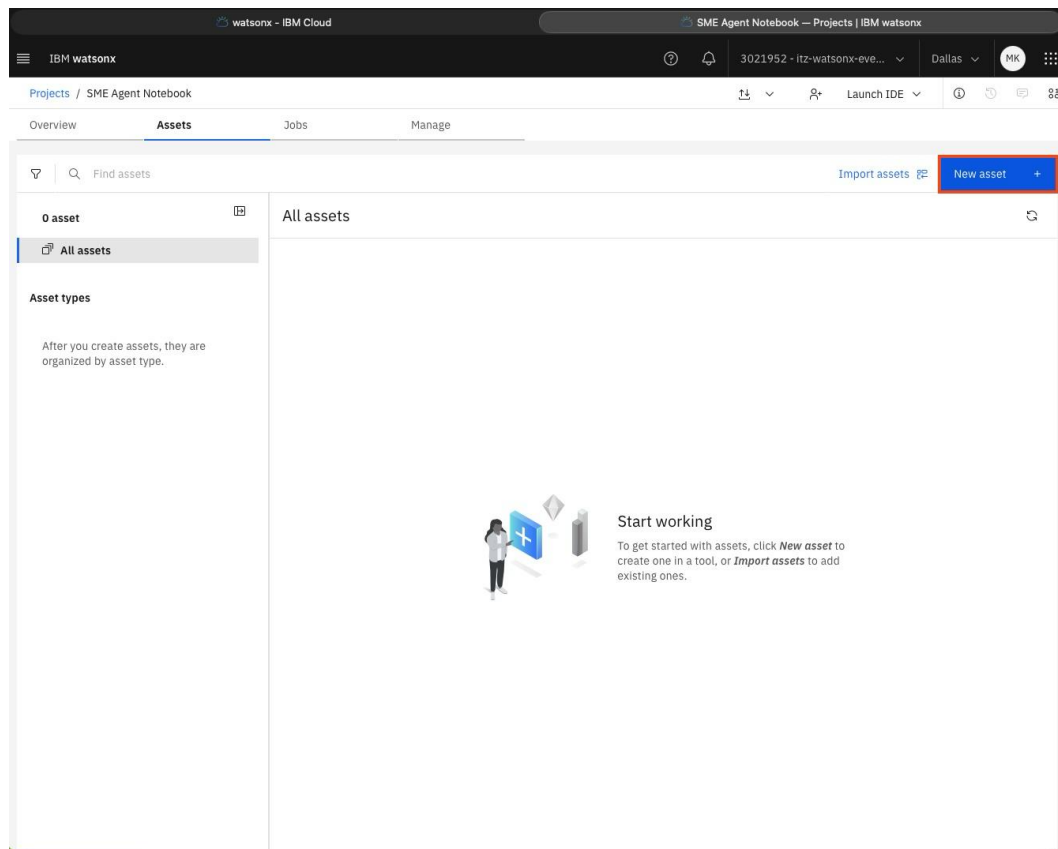 watsonx - IBM Cloud
SME Agent Notebook — Projects | IBM watsonx
IBM watsonx
3021952 - itz-watsonx-eve...
Dallas
MK
Projects / SME Agent Notebook
Launch IDE
Overview
Assets
Jobs
Manage
Find assets
Import assets
New asset +
0 asset
All assets
All assets
Asset types
After you create assets, they are
organized by asset type.
Start working
To get started with assets, click New asset to
create one in a tool, or Import assets to add
existing ones.